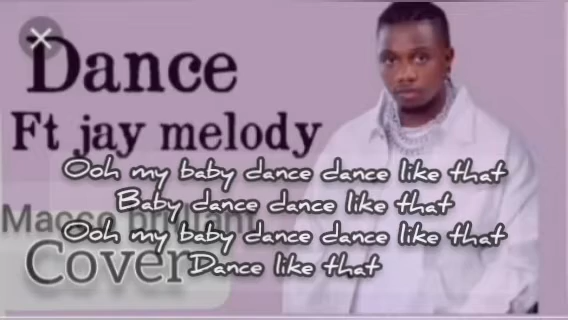 Dance
Ft jay melody
Ooh my baby dance dance like that
Baby dance dance like that
Macco
Ooh my baby dance dance like that
Cover
Dance like that